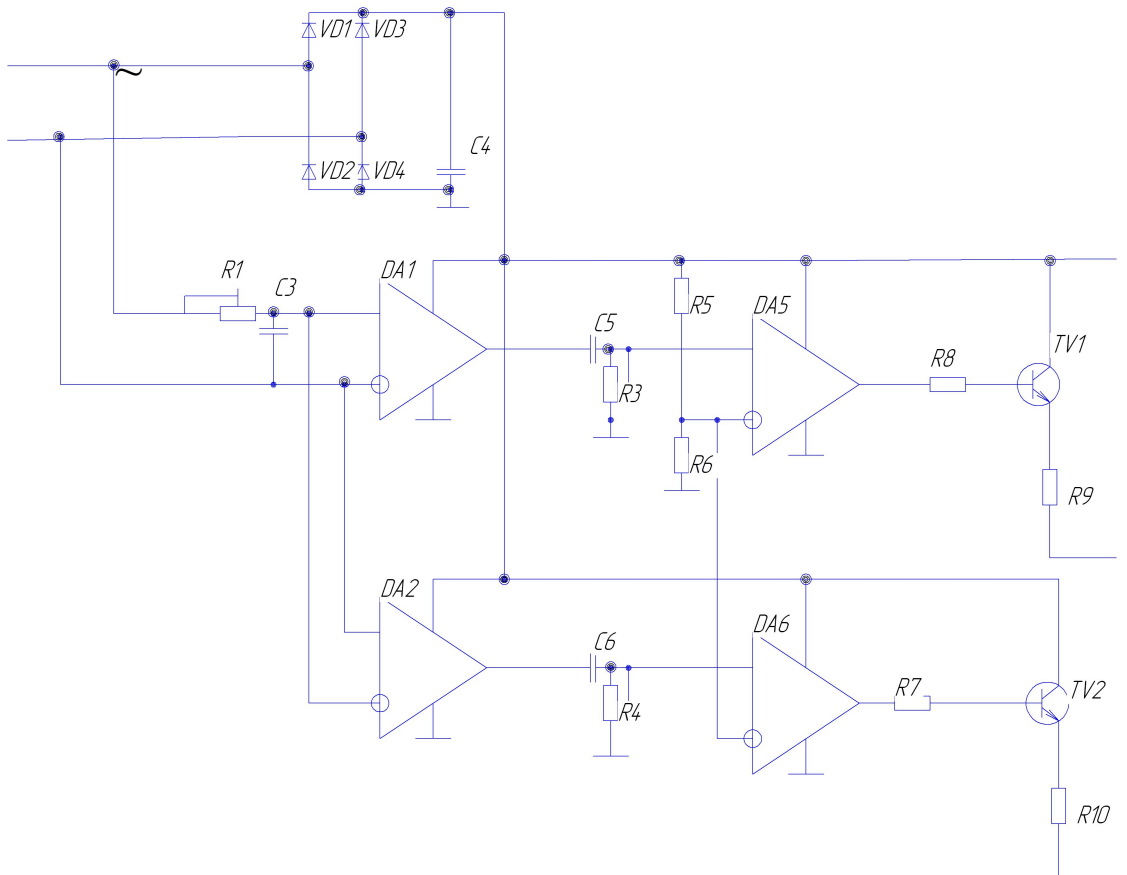 VD1 VD3
~
C4
VD2 VD4
R1 DA1
C3
R5 DA5
C5 TV1
R8
R3
R6
R9
DA2
DA6
C6
R7 TV2
R4
R10